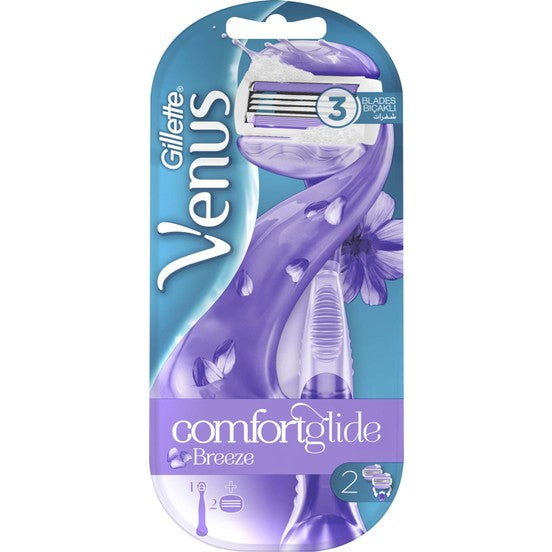 Gillette
Venus
3
BLADES
BIÇAKLI
شفرات
comfortglide
Breeze
1 + 2
2